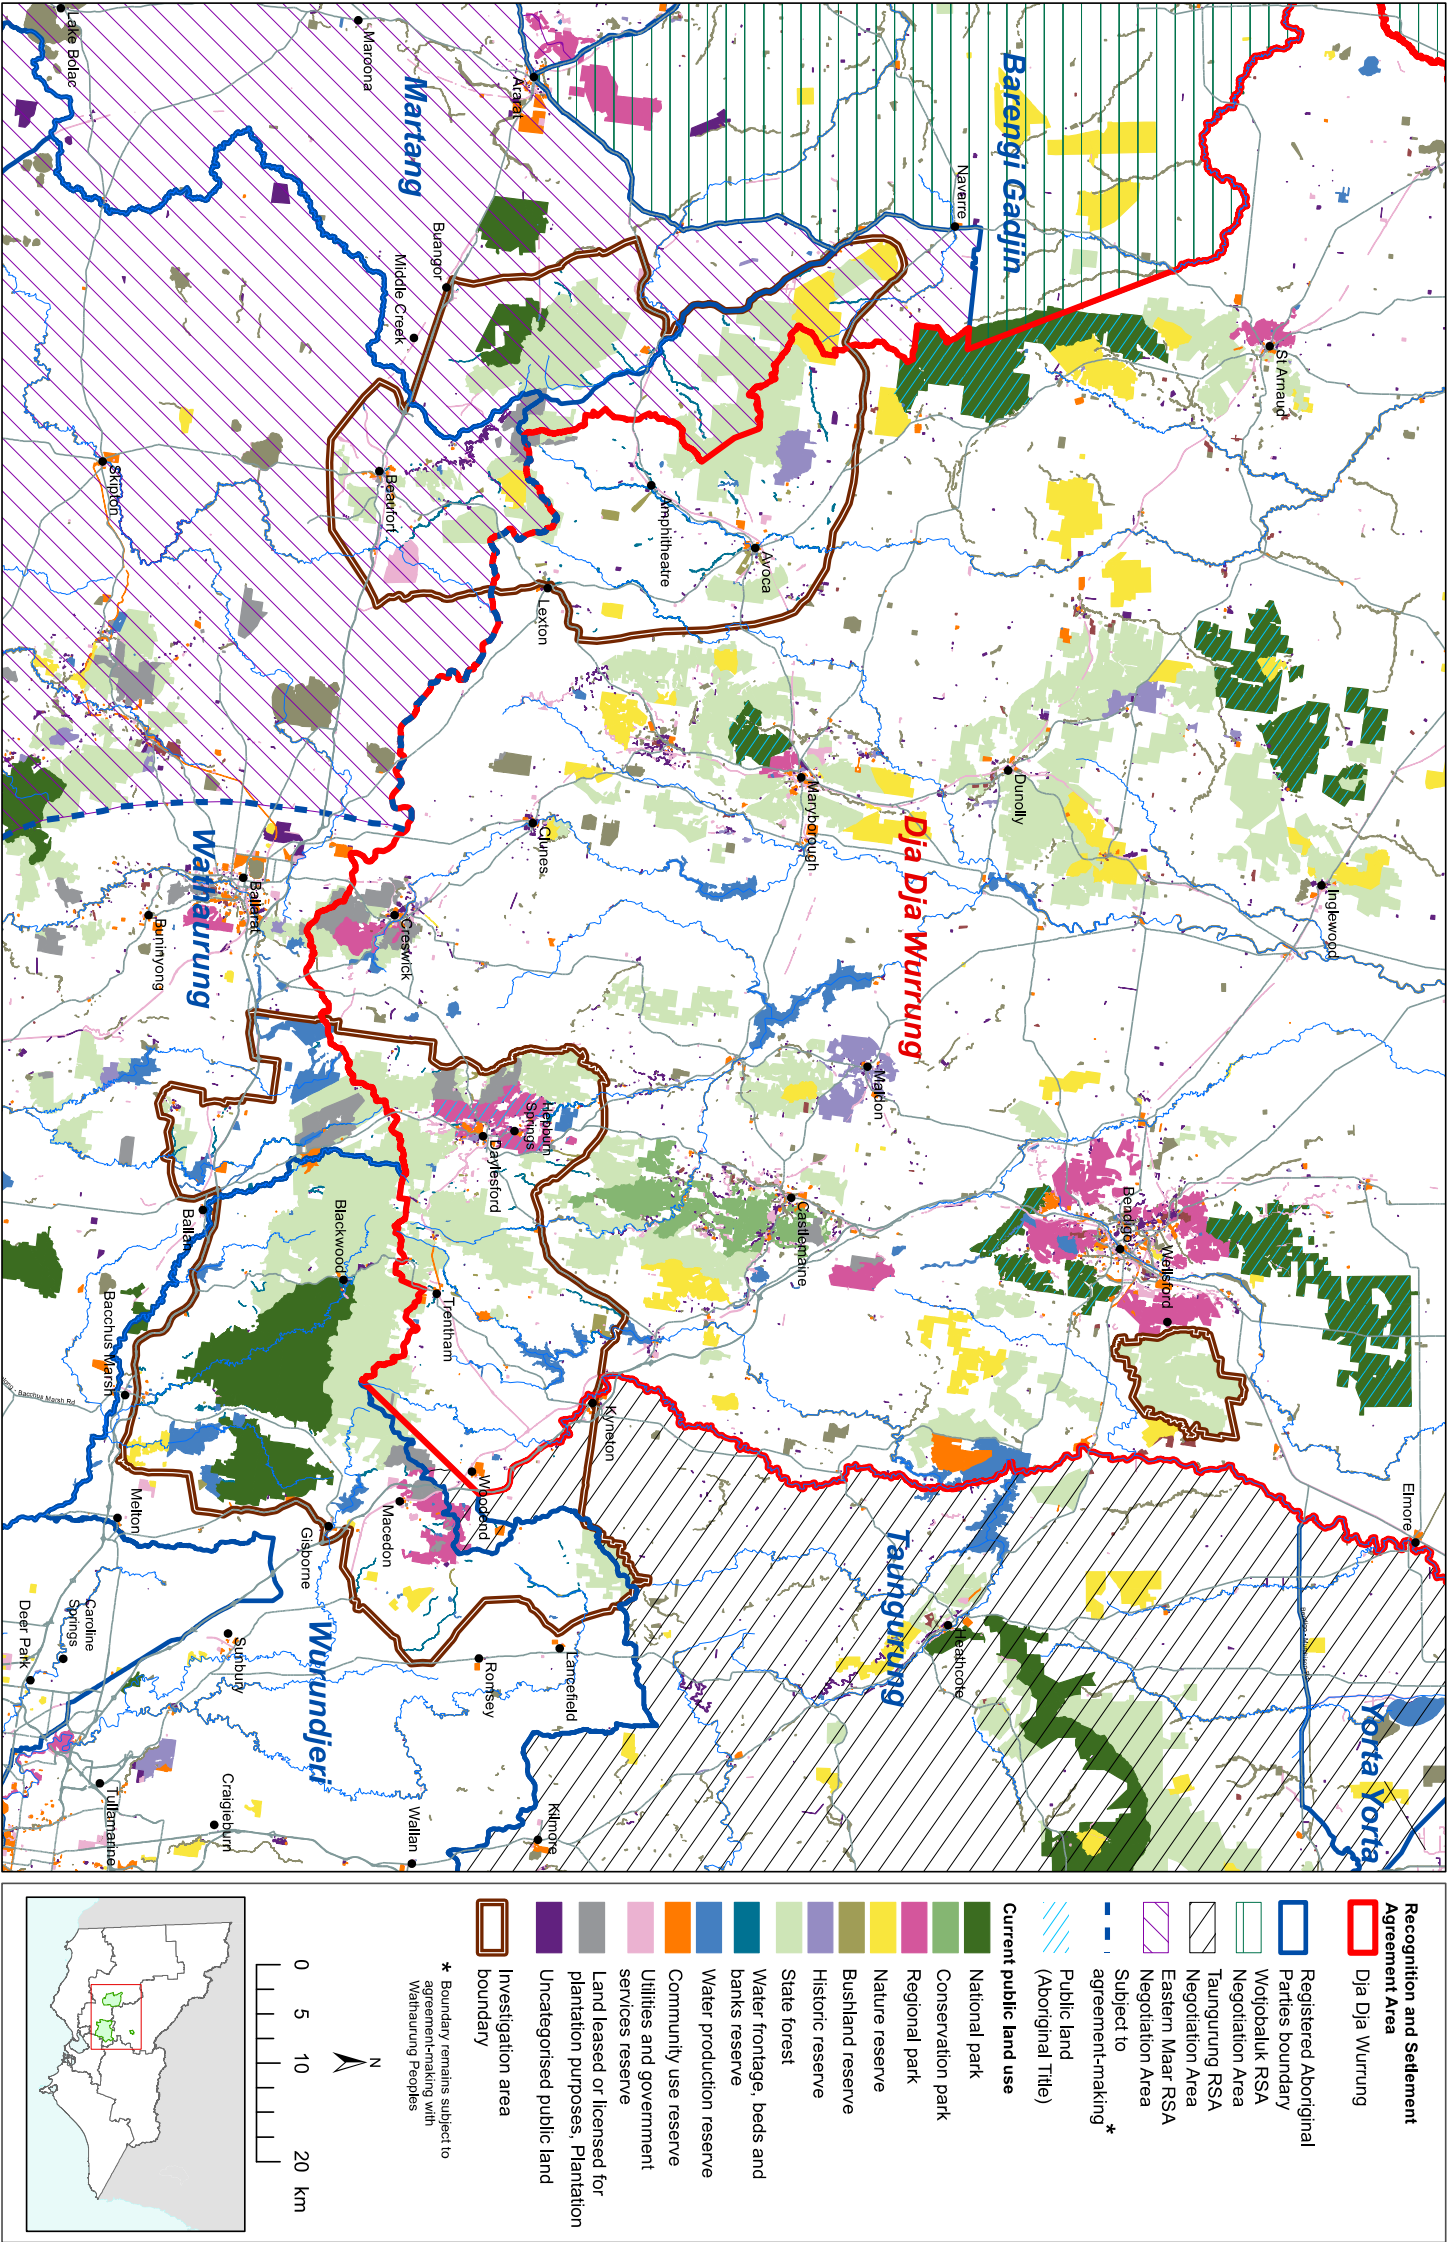 Barengi Gadjin
Martang
Dja Dja Wurrung
Wathaurung
Taungurung
Wurundjeri
Yorta Yorta
St Arnaud
Inglewood
Elmore
Navarre
Dunolly
Bendigo
Wellsford
Heathcote
Maryborough
Maldon
Castlemaine
Avoca
Amphitheatre
Ararat
Maroona
Lake Bolac
Buangor
Middle Creek
Beaufort
Skipton
Lexton
Clunes
Creswick
Ballarat
Buninyong
Hepburn
Springs
Daylesford
Trentham
Kyneton
Woodend
Macedon
Blackwood
Ballan
Bacchus Marsh
Bacchus Marsh Rd
Melton
Gisborne
Lancefield
Romsey
Sunbury
Kilmore
Wallan
Craigieburn
Caroline
Springs
Deer Park
Tullamarine
Recognition and Setlement
Agreement Area
Dja Dja Wurrung
Registered Aboriginal
Parties boundary
Wotjobaluk RSA
Negotiation Area
Taungurung RSA
Negotiation Area
Eastern Maar RSA
Negotiation Area
Subject to
agreement-making *
Public land
(Aboriginal Title)
Current public land use
National park
Conservation park
Regional park
Nature reserve
Bushland reserve
Historic reserve
State forest
Water frontage, beds and
banks reserve
Water production reserve
Community use reserve
Utilities and government
services reserve
Land leased or licensed for
plantation purposes, Plantation
Uncategorised public land
Investigation area
boundary
* Boundary remains subject to
agreement-making with
Wathaurung Peoples
N
0 5 10 20 km